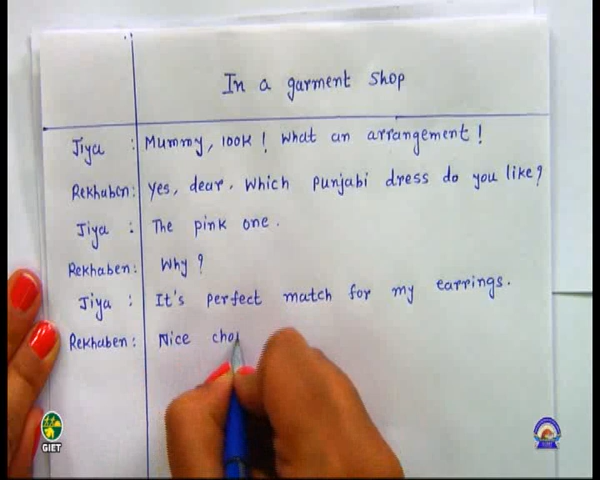 In a garment shop
Jiya : Mummy, look! What an arrangement!
Rekhaben: Yes, dear. Which punjabi dress do you like?
Jiya : The pink one.
Rekhaben: Why?
Jiya : It's perfect match for my earrings.
Rekhaben: Nice cho
GIET